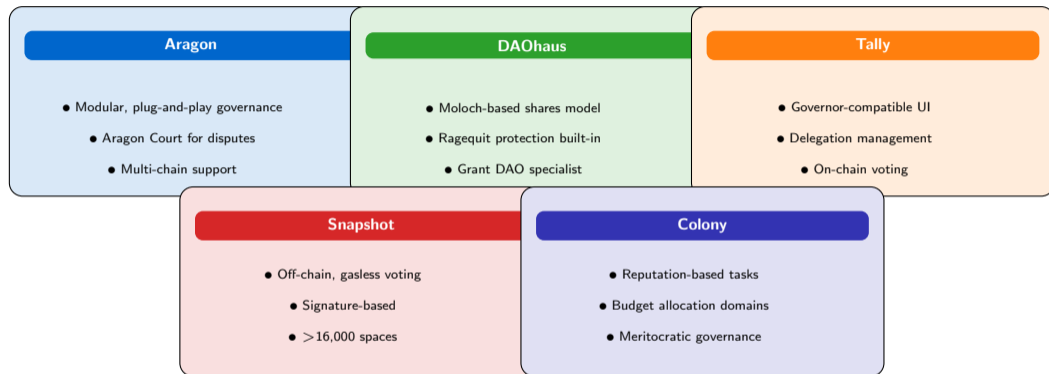 Aragon
● Modular, plug-and-play governance
● Aragon Court for disputes
● Multi-chain support
DAOhaus
● Moloch-based shares model
● Ragequit protection built-in
● Grant DAO specialist
Tally
● Governor-compatible UI
● Delegation management
● On-chain voting
Snapshot
● Off-chain, gasless voting
● Signature-based
● >16,000 spaces
Colony
● Reputation-based tasks
● Budget allocation domains
● Meritocratic governance